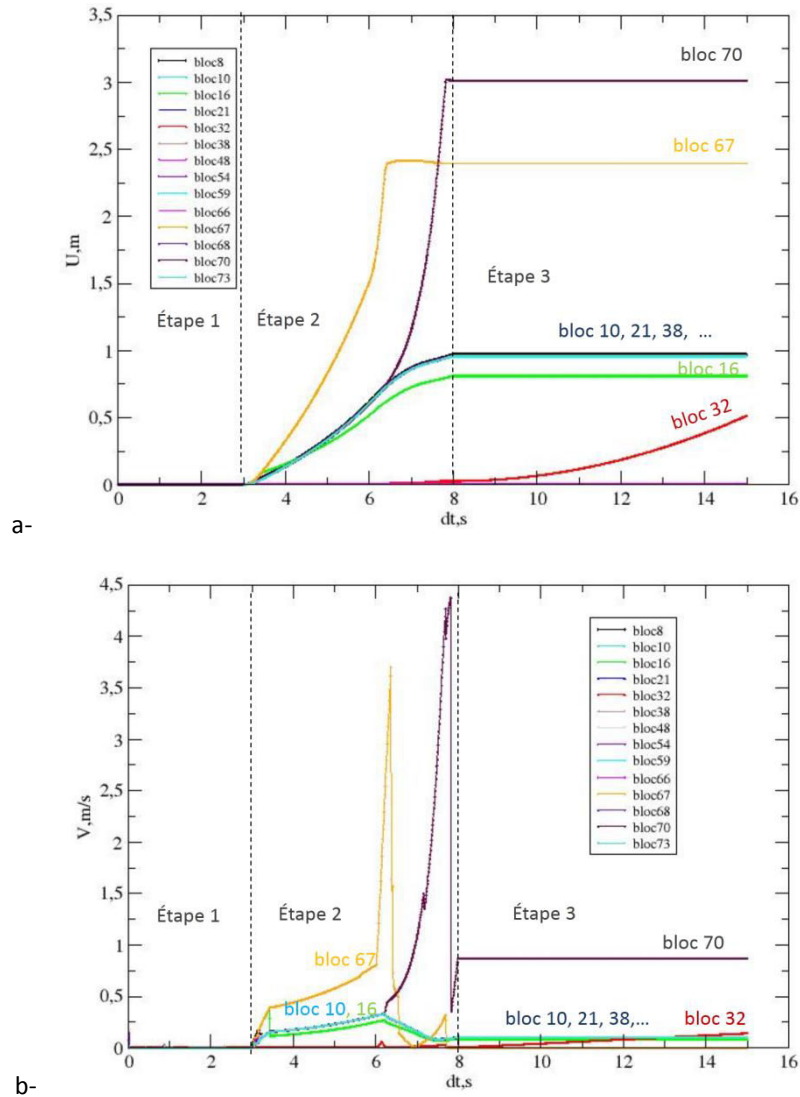 3,5
bloc 70
bloc8
bloc10
bloc16
bloc21
bloc32
bloc38
bloc48
bloc54
bloc59
bloc66
bloc67
bloc68
bloc70
bloc73
3
bloc 67
2,5
2
U,m
1,5
Étape 1
Étape 2
Étape 3
bloc 10, 21, 38, ...
1
bloc 16
bloc 32
0,5
0
0 2 4 6 8 10 12 14 16
dt,s
a-
4,5
4
3,5
3
2,5
2
V,m/s
1,5
1
0,5
0
bloc8
bloc10
bloc16
bloc21
bloc32
bloc38
bloc48
bloc54
bloc59
bloc66
bloc67
bloc68
bloc70
bloc73
Étape 1
Étape 2
Étape 3
bloc 67
bloc 70
bloc 10, 16
bloc 10, 21, 38,...
bloc 32
0 2 4 6 8 10 12 14 16
dt,s
b-